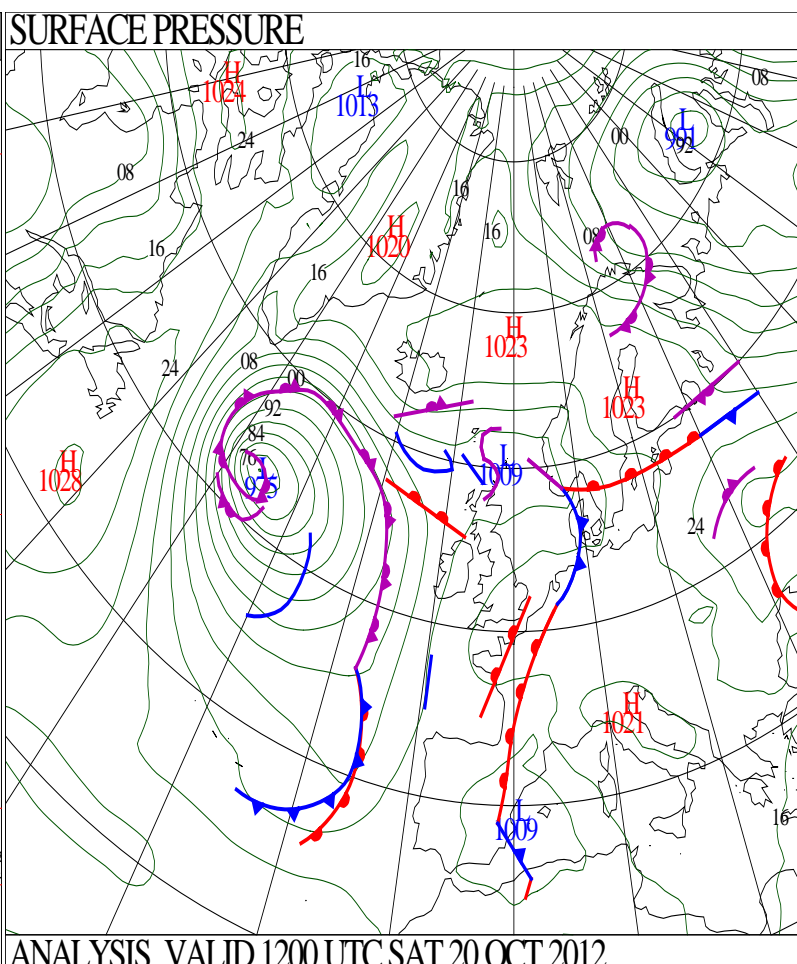 SURFACE PRESSURE
16
H
1024
L
1013
08
L
991
92
00
24
08
16
H
1020
16
16
08
16
H
1023
24
08
00
H
1023
92
84
76
L
975
H
1028
L
1009
24
H
1021
L
1009
16
ANALYSIS VALID 1200 UTC SAT 20 OCT 2012